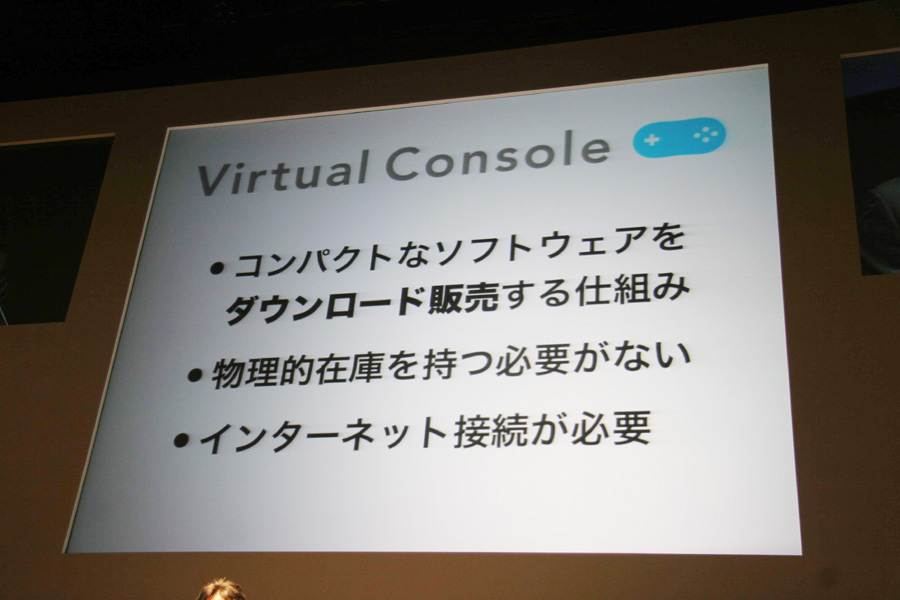 Virtual Console
● コンパクトなソフトウェアを
ダウンロード販売する仕組み
● 物理的在庫を持つ必要がない
● インターネット接続が必要